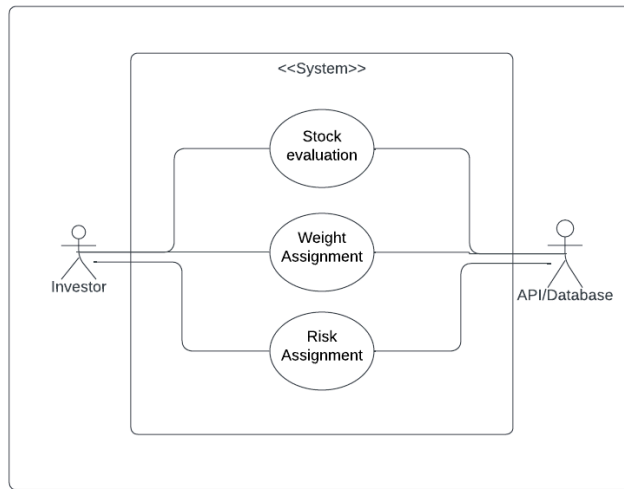 <<System>>
Stock
evaluation
Weight
Assignment
Investor
API/Database
Risk
Assignment